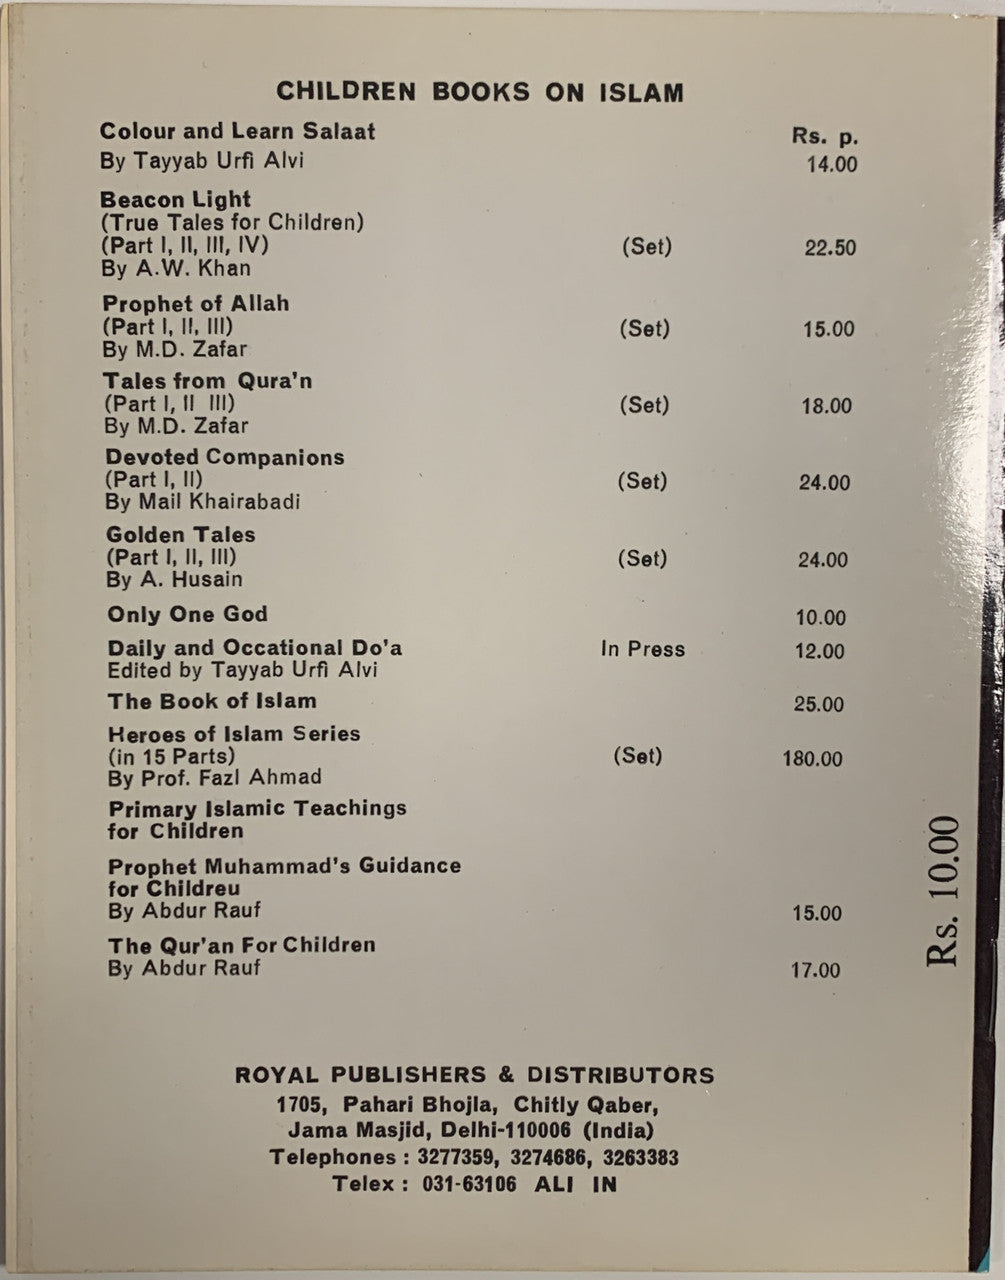 CHILDREN BOOKS ON ISLAM
Colour and Learn Salaat Rs. p.
By Tayyab Urfi Alvi 14.00
Beacon Light
(True Tales for Children)
(Part I, II, III, IV) (Set) 22.50
By A.W. Khan
Prophet of Allah
(Part I, II, III) (Set) 15.00
By M.D. Zafar
Tales from Qura'n
(Part I, II III) (Set) 18.00
By M.D. Zafar
Devoted Companions
(Part I, II) (Set) 24.00
By Mail Khairabadi
Golden Tales
(Part I, II, III) (Set) 24.00
By A. Husain
Only One God 10.00
Daily and Occational Do'a In Press 12.00
Edited by Tayyab Urfi Alvi
The Book of Islam 25.00
Heroes of Islam Series
(in 15 Parts) (Set) 180.00
By Prof. Fazl Ahmad
Primary Islamic Teachings
for Children
Prophet Muhammad's Guidance
for Childreu
By Abdur Rauf 15.00
The Qur'an For Children
By Abdur Rauf 17.00
Rs. 10.00
ROYAL PUBLISHERS & DISTRIBUTORS
1705, Pahari Bhojla, Chitly Qaber,
Jama Masjid, Delhi-110006 (India)
Telephones : 3277359, 3274686, 3263383
Telex : 031-63106 ALI IN